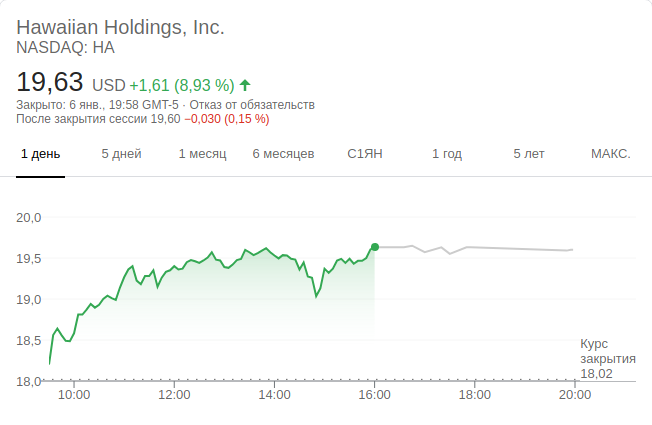 Hawaiian Holdings, Inc.
NASDAQ: HA
19,63 USD +1,61 (8,93 %)
Закрыто: 6 янв., 19:58 GMT-5 · Отказ от обязательств
После закрытия сессии 19,60 −0,030 (0,15 %)
1 день 5 дней 1 месяц 6 месяцев С1ЯН 1 год 5 лет МАКС.
20,0
19,5
19,0
18,5
18,0
Курс
закрытия
18,02
10:00 12:00 14:00 16:00 18:00 20:00